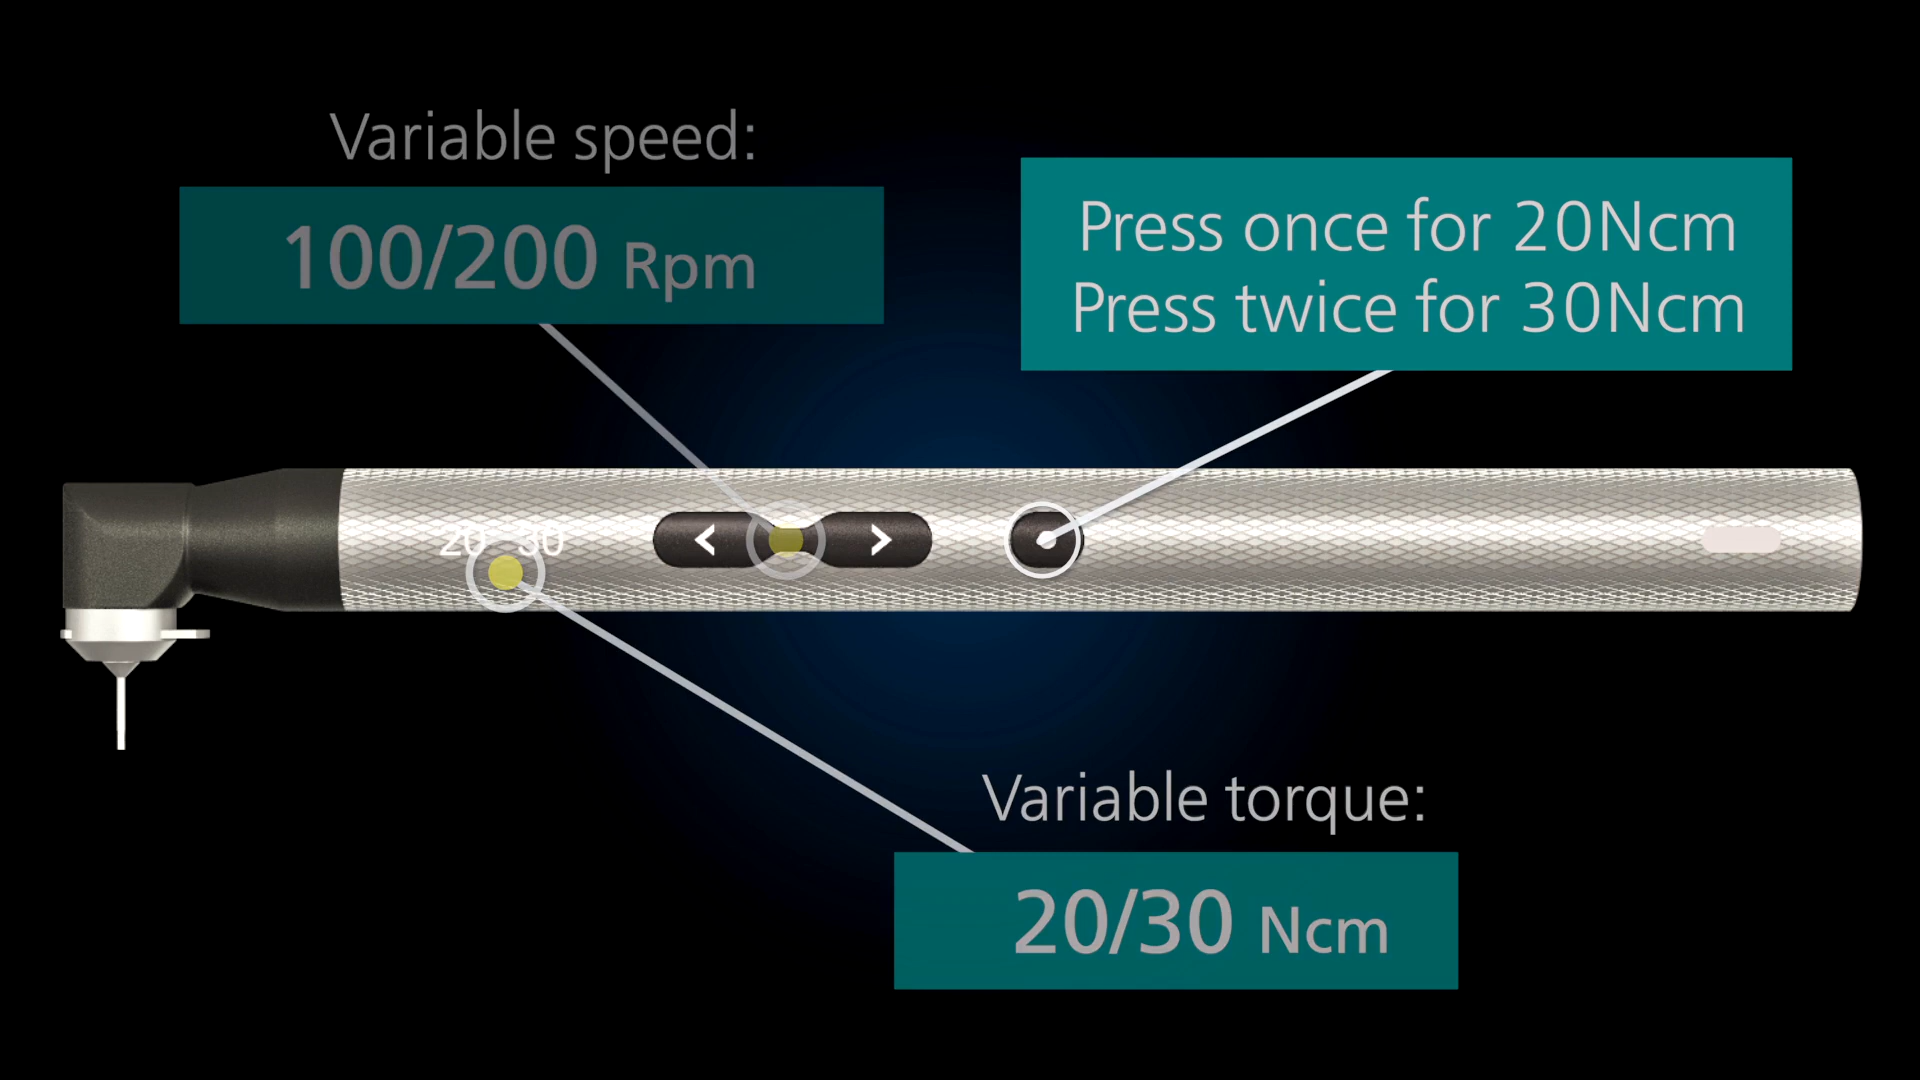 Variable speed:
100/200 Rpm
Press once for 20Ncm
Press twice for 30Ncm
20 30
< >
Variable torque:
20/30 Ncm